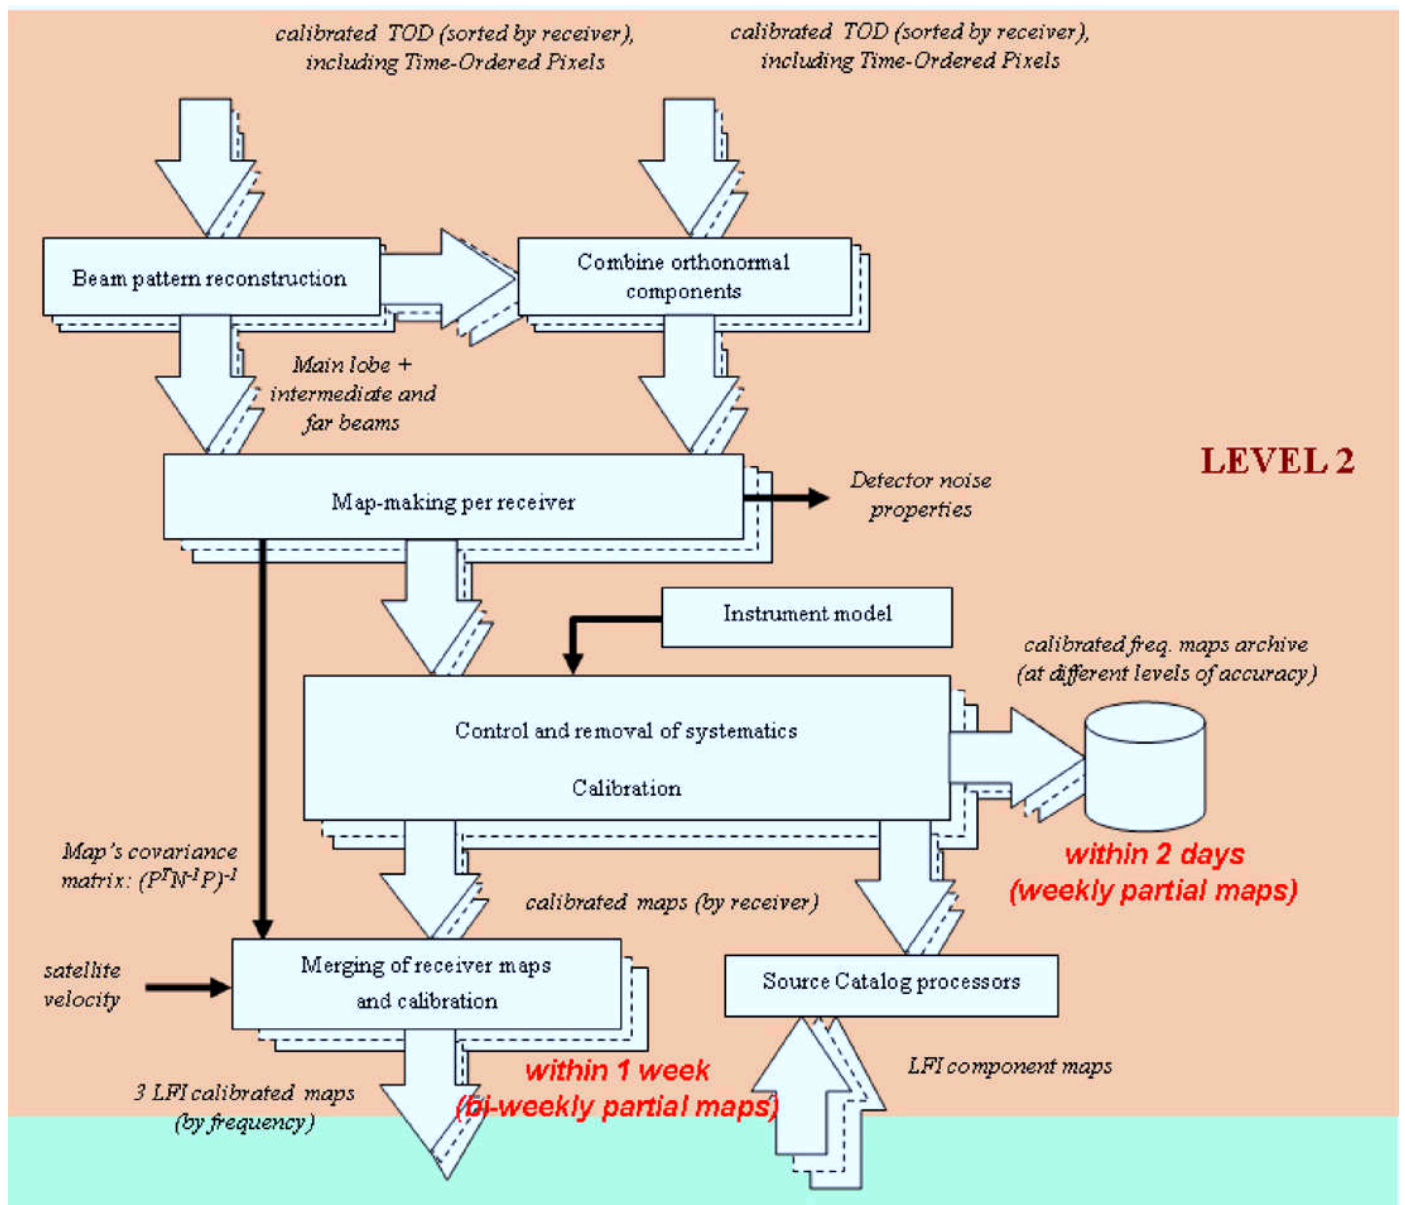 calibrated TOD (sorted by receiver),
including Time-Ordered Pixels
calibrated TOD (sorted by receiver),
including Time-Ordered Pixels
Beam pattern reconstruction
Combine orthonormal
components
Main lobe +
intermediate and
far beams
LEVEL 2
Map-making per receiver
Detector noise
properties
Instrument model
calibrated freq. maps archive
(at different levels of accuracy)
Control and removal of systematics
Calibration
Map's covariance
matrix: (PᵀN⁻¹P)⁻¹
within 2 days
(weekly partial maps)
calibrated maps (by receiver)
satellite
velocity
Merging of receiver maps
and calibration
Source Catalog processors
within 1 week
(bi-weekly partial maps)
LFI component maps
3 LFI calibrated maps
(by frequency)